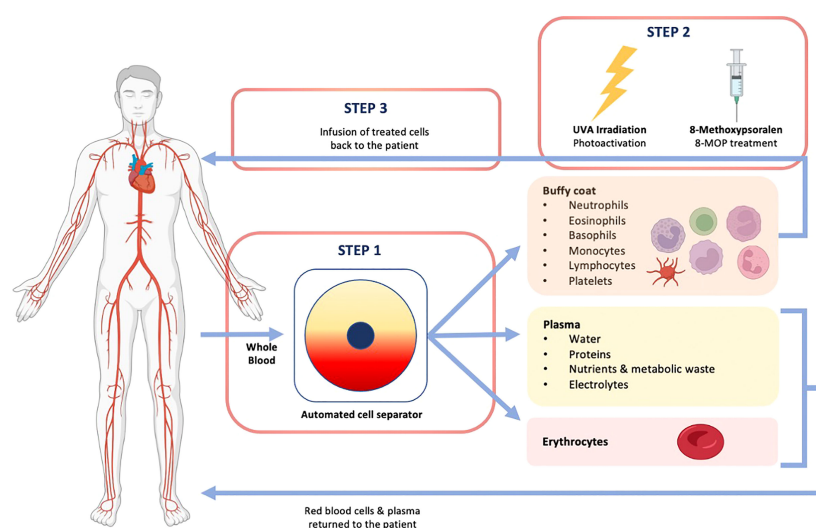 STEP 2
UVA Irradiation
Photoactivation
8-Methoxypsoralen
8-MOP treatment
STEP 3
Infusion of treated cells
back to the patient
STEP 1
Whole
Blood
Automated cell separator
Buffy coat
• Neutrophils
• Eosinophils
• Basophils
• Monocytes
• Lymphocytes
• Platelets
Plasma
• Water
• Proteins
• Nutrients & metabolic waste
• Electrolytes
Erythrocytes
Red blood cells & plasma
returned to the patient